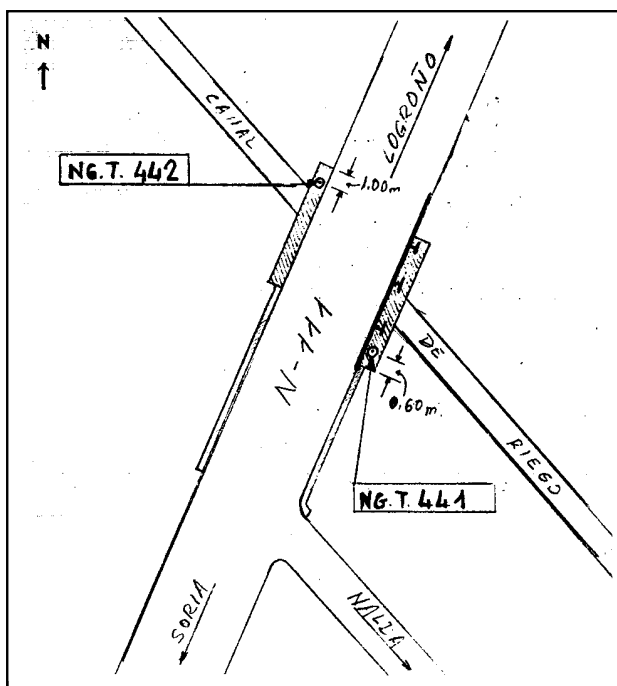 N
CANAL
LOGROÑO
NG.T. 442
1.00m
N-111
DE
0.60m.
RIEGO
NG.T. 441
SORIA
NALDA